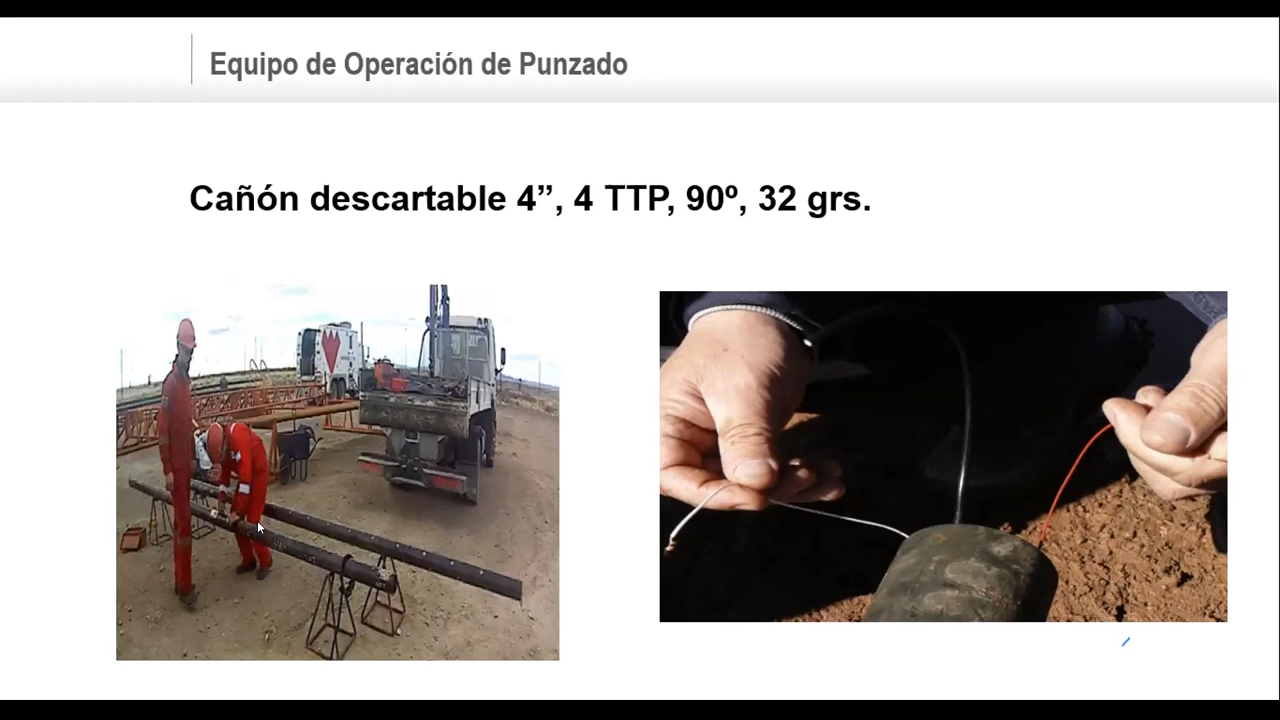 Equipo de Operación de Punzado
Cañón descartable 4”, 4 TTP, 90º, 32 grs.